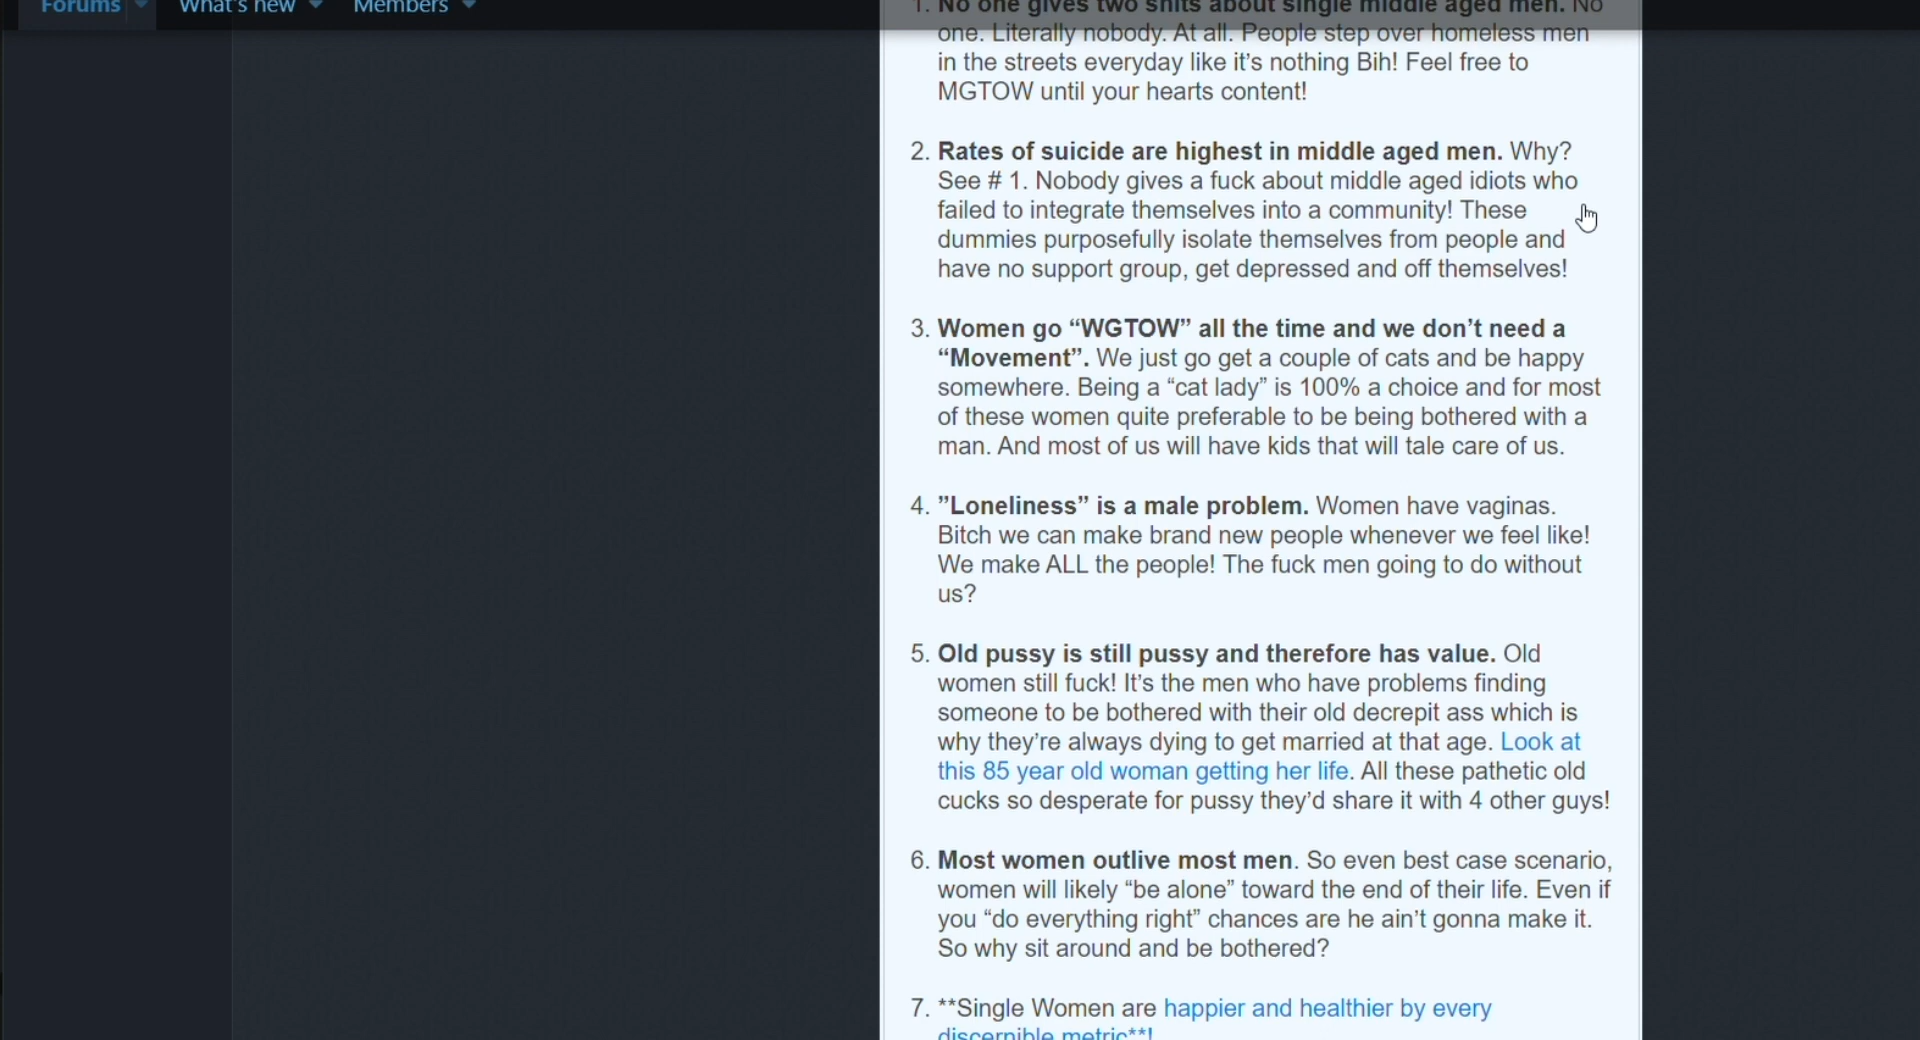 Forums What's new Members
1. No one gives two shits about single middle aged men. No
one. Literally nobody. At all. People step over homeless men
in the streets everyday like it's nothing Bih! Feel free to
MGTOW until your hearts content!
2. Rates of suicide are highest in middle aged men. Why?
See # 1. Nobody gives a fuck about middle aged idiots who
failed to integrate themselves into a community! These
dummies purposefully isolate themselves from people and
have no support group, get depressed and off themselves!
3. Women go “WGTOW” all the time and we don’t need a
“Movement”. We just go get a couple of cats and be happy
somewhere. Being a “cat lady” is 100% a choice and for most
of these women quite preferable to be being bothered with a
man. And most of us will have kids that will tale care of us.
4. ”Loneliness” is a male problem. Women have vaginas.
Bitch we can make brand new people whenever we feel like!
We make ALL the people! The fuck men going to do without
us?
5. Old pussy is still pussy and therefore has value. Old
women still fuck! It’s the men who have problems finding
someone to be bothered with their old decrepit ass which is
why they’re always dying to get married at that age. Look at
this 85 year old woman getting her life. All these pathetic old
cucks so desperate for pussy they’d share it with 4 other guys!
6. Most women outlive most men. So even best case scenario,
women will likely “be alone” toward the end of their life. Even if
you “do everything right” chances are he ain’t gonna make it.
So why sit around and be bothered?
7. **Single Women are happier and healthier by every
discernible metric**!